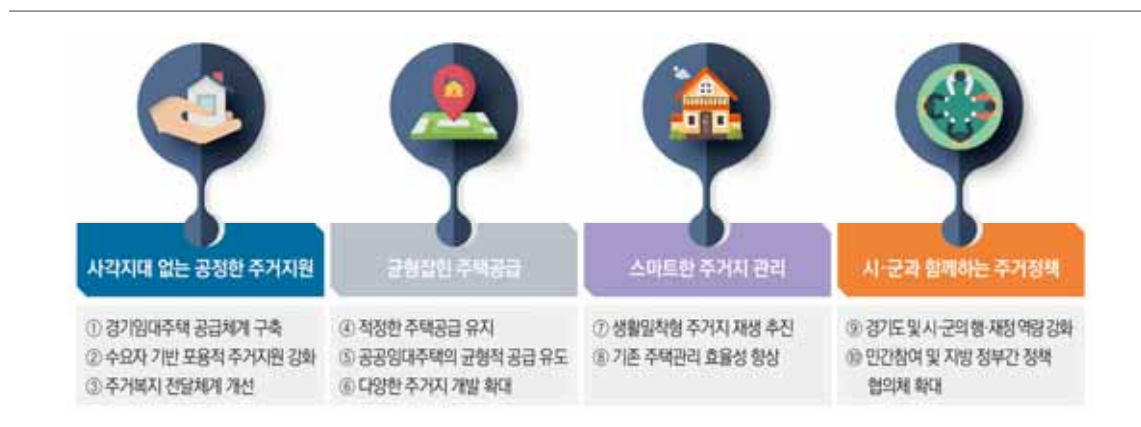 사각지대 없는 공정한 주거지원
① 경기임대주택 공급체계 구축
② 수요자 기반 포용적 주거지원 강화
③ 주거복지 전달체계 개선
균형잡힌 주택공급
④ 적정한 주택공급 유지
⑤ 공공임대주택의 균형적 공급 유도
⑥ 다양한 주거지 개발 확대
스마트한 주거지 관리
⑦ 생활밀착형 주거지 재생 추진
⑧ 기존 주택관리 효율성 향상
시·군과 함께하는 주거정책
⑨ 경기도 및 시·군의 행·재정 역량 강화
⑩ 민간참여 및 지방 정부간 정책
협의체 확대